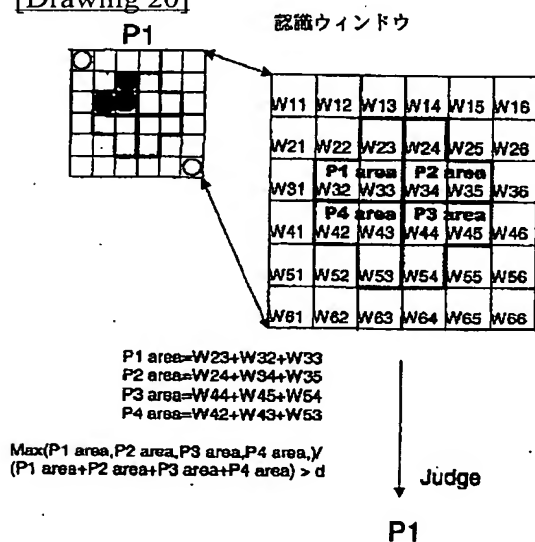 [Drawing 20]
P1
認識ウィンドウ
W11 W12 W13 W14 W15 W16
W21 W22 W23 W24 W25 W26
P1 area P2 area
W31 W32 W33 W34 W35 W36
P4 area P3 area
W41 W42 W43 W44 W45 W46
W51 W52 W53 W54 W55 W56
W61 W62 W63 W64 W65 W66
P1 area=W23+W32+W33
P2 area=W24+W34+W35
P3 area=W44+W45+W54
P4 area=W42+W43+W53
Max(P1 area,P2 area,P3 area,P4 area,)/
(P1 area+P2 area+P3 area+P4 area) > d
Judge
P1